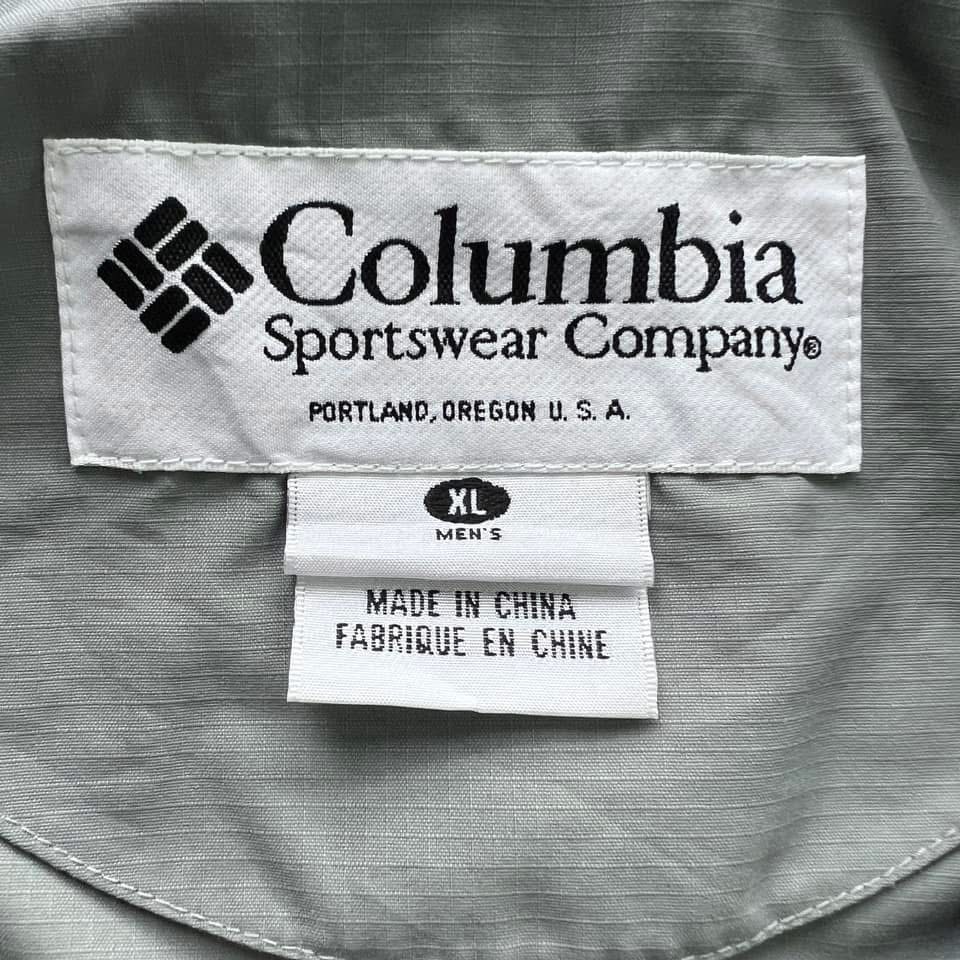 Columbia
Sportswear Company®
PORTLAND, OREGON U. S. A.
XL
MEN'S
MADE IN CHINA
FABRIQUE EN CHINE